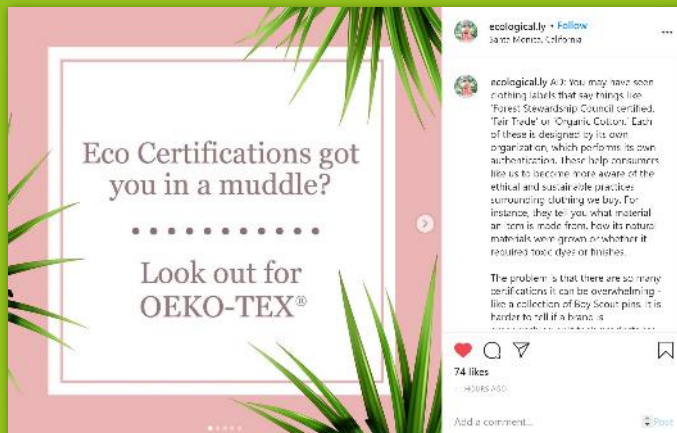 Eco Certifications got
you in a muddle?
Look out for
OEKO-TEX®
ecological.ly • Follow
Santa Monica, California
ecological.ly AD: You may have seen
clothing labels that say things like
'Forest Stewardship Council certified,'
'Fair Trade' or 'Organic Cotton.' Each
of these is designed by its own
organization, which performs its own
authentication. These help consumers
like us to become more aware of the
ethical and sustainable practices
surrounding clothing we buy. For
instance, they tell you what material
an item is made from, how its natural
materials were grown or whether it
required toxic dyes or finishes.
The problem is that there are so many
certifications it can be overwhelming -
like a collection of Boy Scout pins. It is
harder to tell if a brand is
74 likes
HOURS AGO
Add a comment...
Post